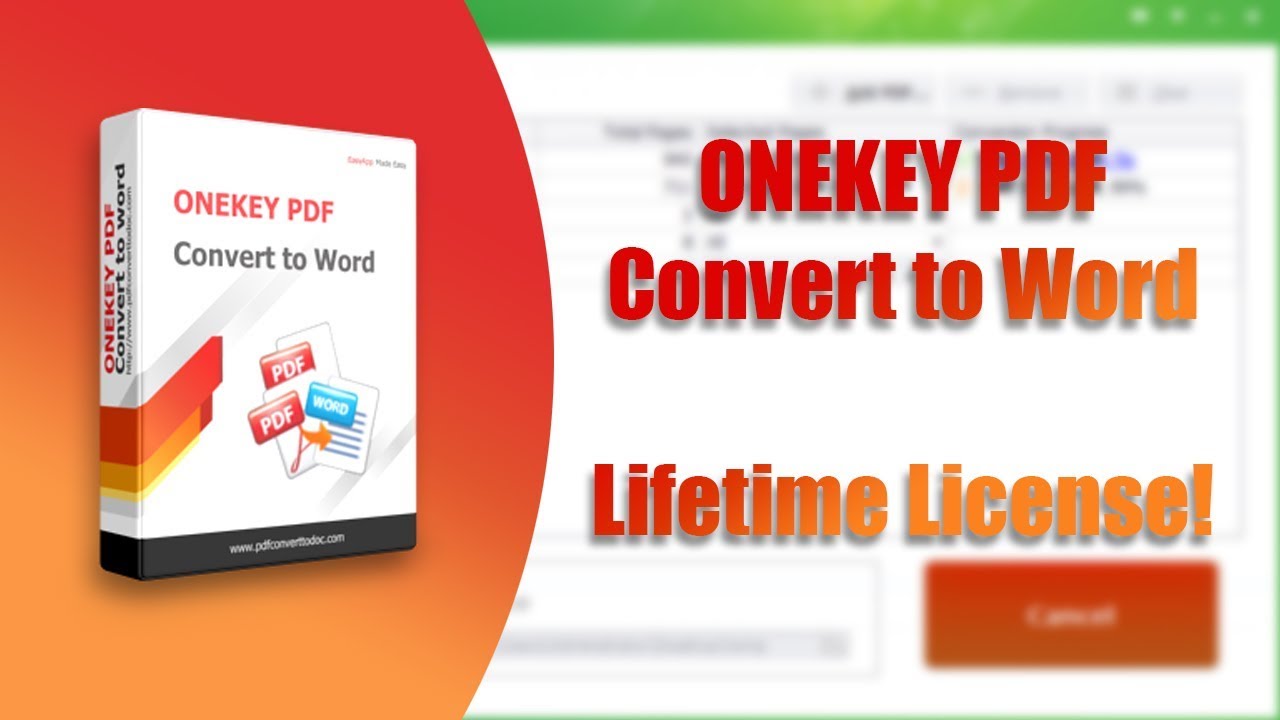 EasyApp Made Easy
ONEKEY PDF
Convert to Word
ONEKEY PDF
Convert to Word
http://www.pdfconverttodoc.com
PDF
PDF
WORD
www.pdfconverttodoc.com
ONEKEY PDF
Convert to Word
Lifetime License!
Cancel